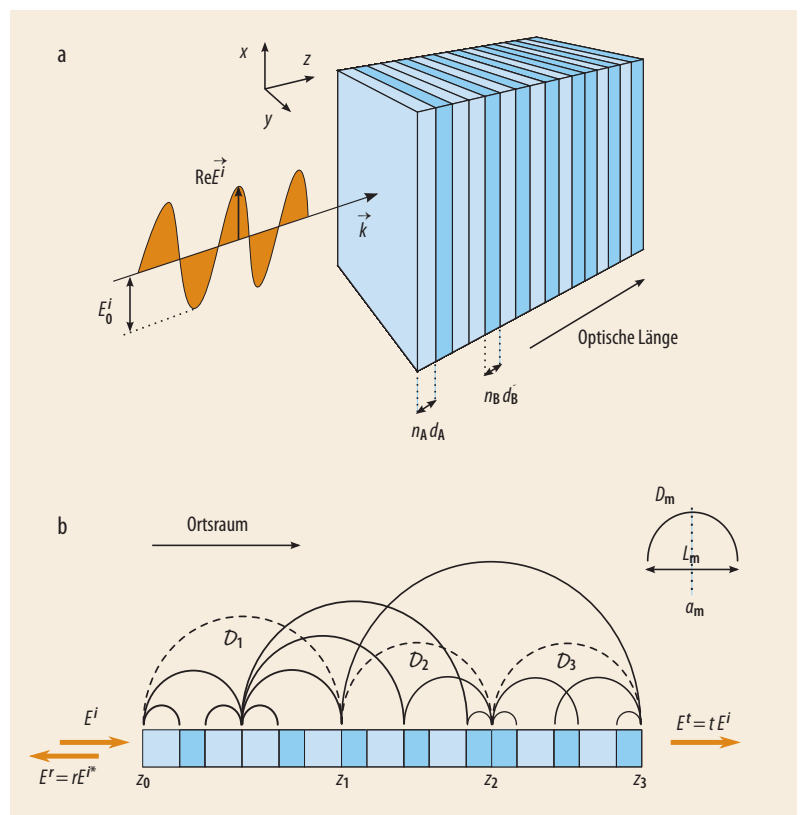 a
x
z
y
ReE⃗ⁱ
k⃗
E₀ⁱ
Optische Länge
n_B d_B
n_A d_A
b
Ortsraum
D_m
L_m
a_m
𝒟₁
𝒟₂
𝒟₃
Eⁱ
Eᵗ = t Eⁱ
Eʳ = rEⁱ*
z₀
z₁
z₂
z₃